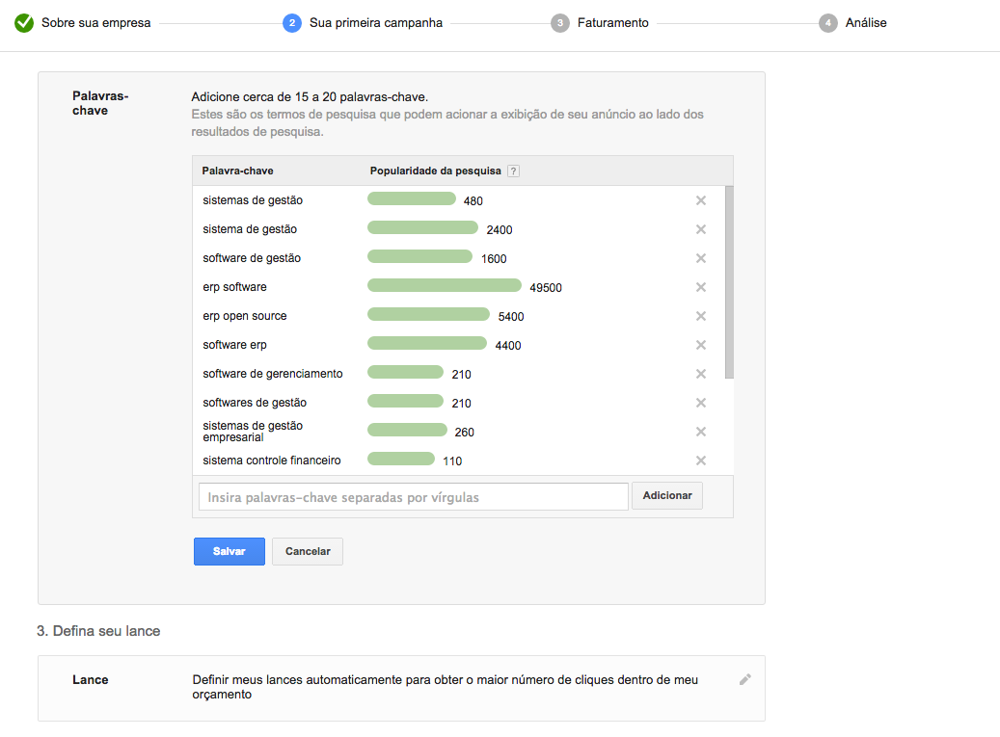 Sobre sua empresa 2 Sua primeira campanha 3 Faturamento 4 Análise
Palavras-
chave
Adicione cerca de 15 a 20 palavras-chave.
Estes são os termos de pesquisa que podem acionar a exibição de seu anúncio ao lado dos
resultados de pesquisa.
Palavra-chave Popularidade da pesquisa ?
sistemas de gestão 480
sistema de gestão 2400
software de gestão 1600
erp software 49500
erp open source 5400
software erp 4400
software de gerenciamento 210
softwares de gestão 210
sistemas de gestão
empresarial 260
sistema controle financeiro 110
Insira palavras-chave separadas por vírgulas Adicionar
Salvar Cancelar
3. Defina seu lance
Lance
Definir meus lances automaticamente para obter o maior número de cliques dentro de meu
orçamento